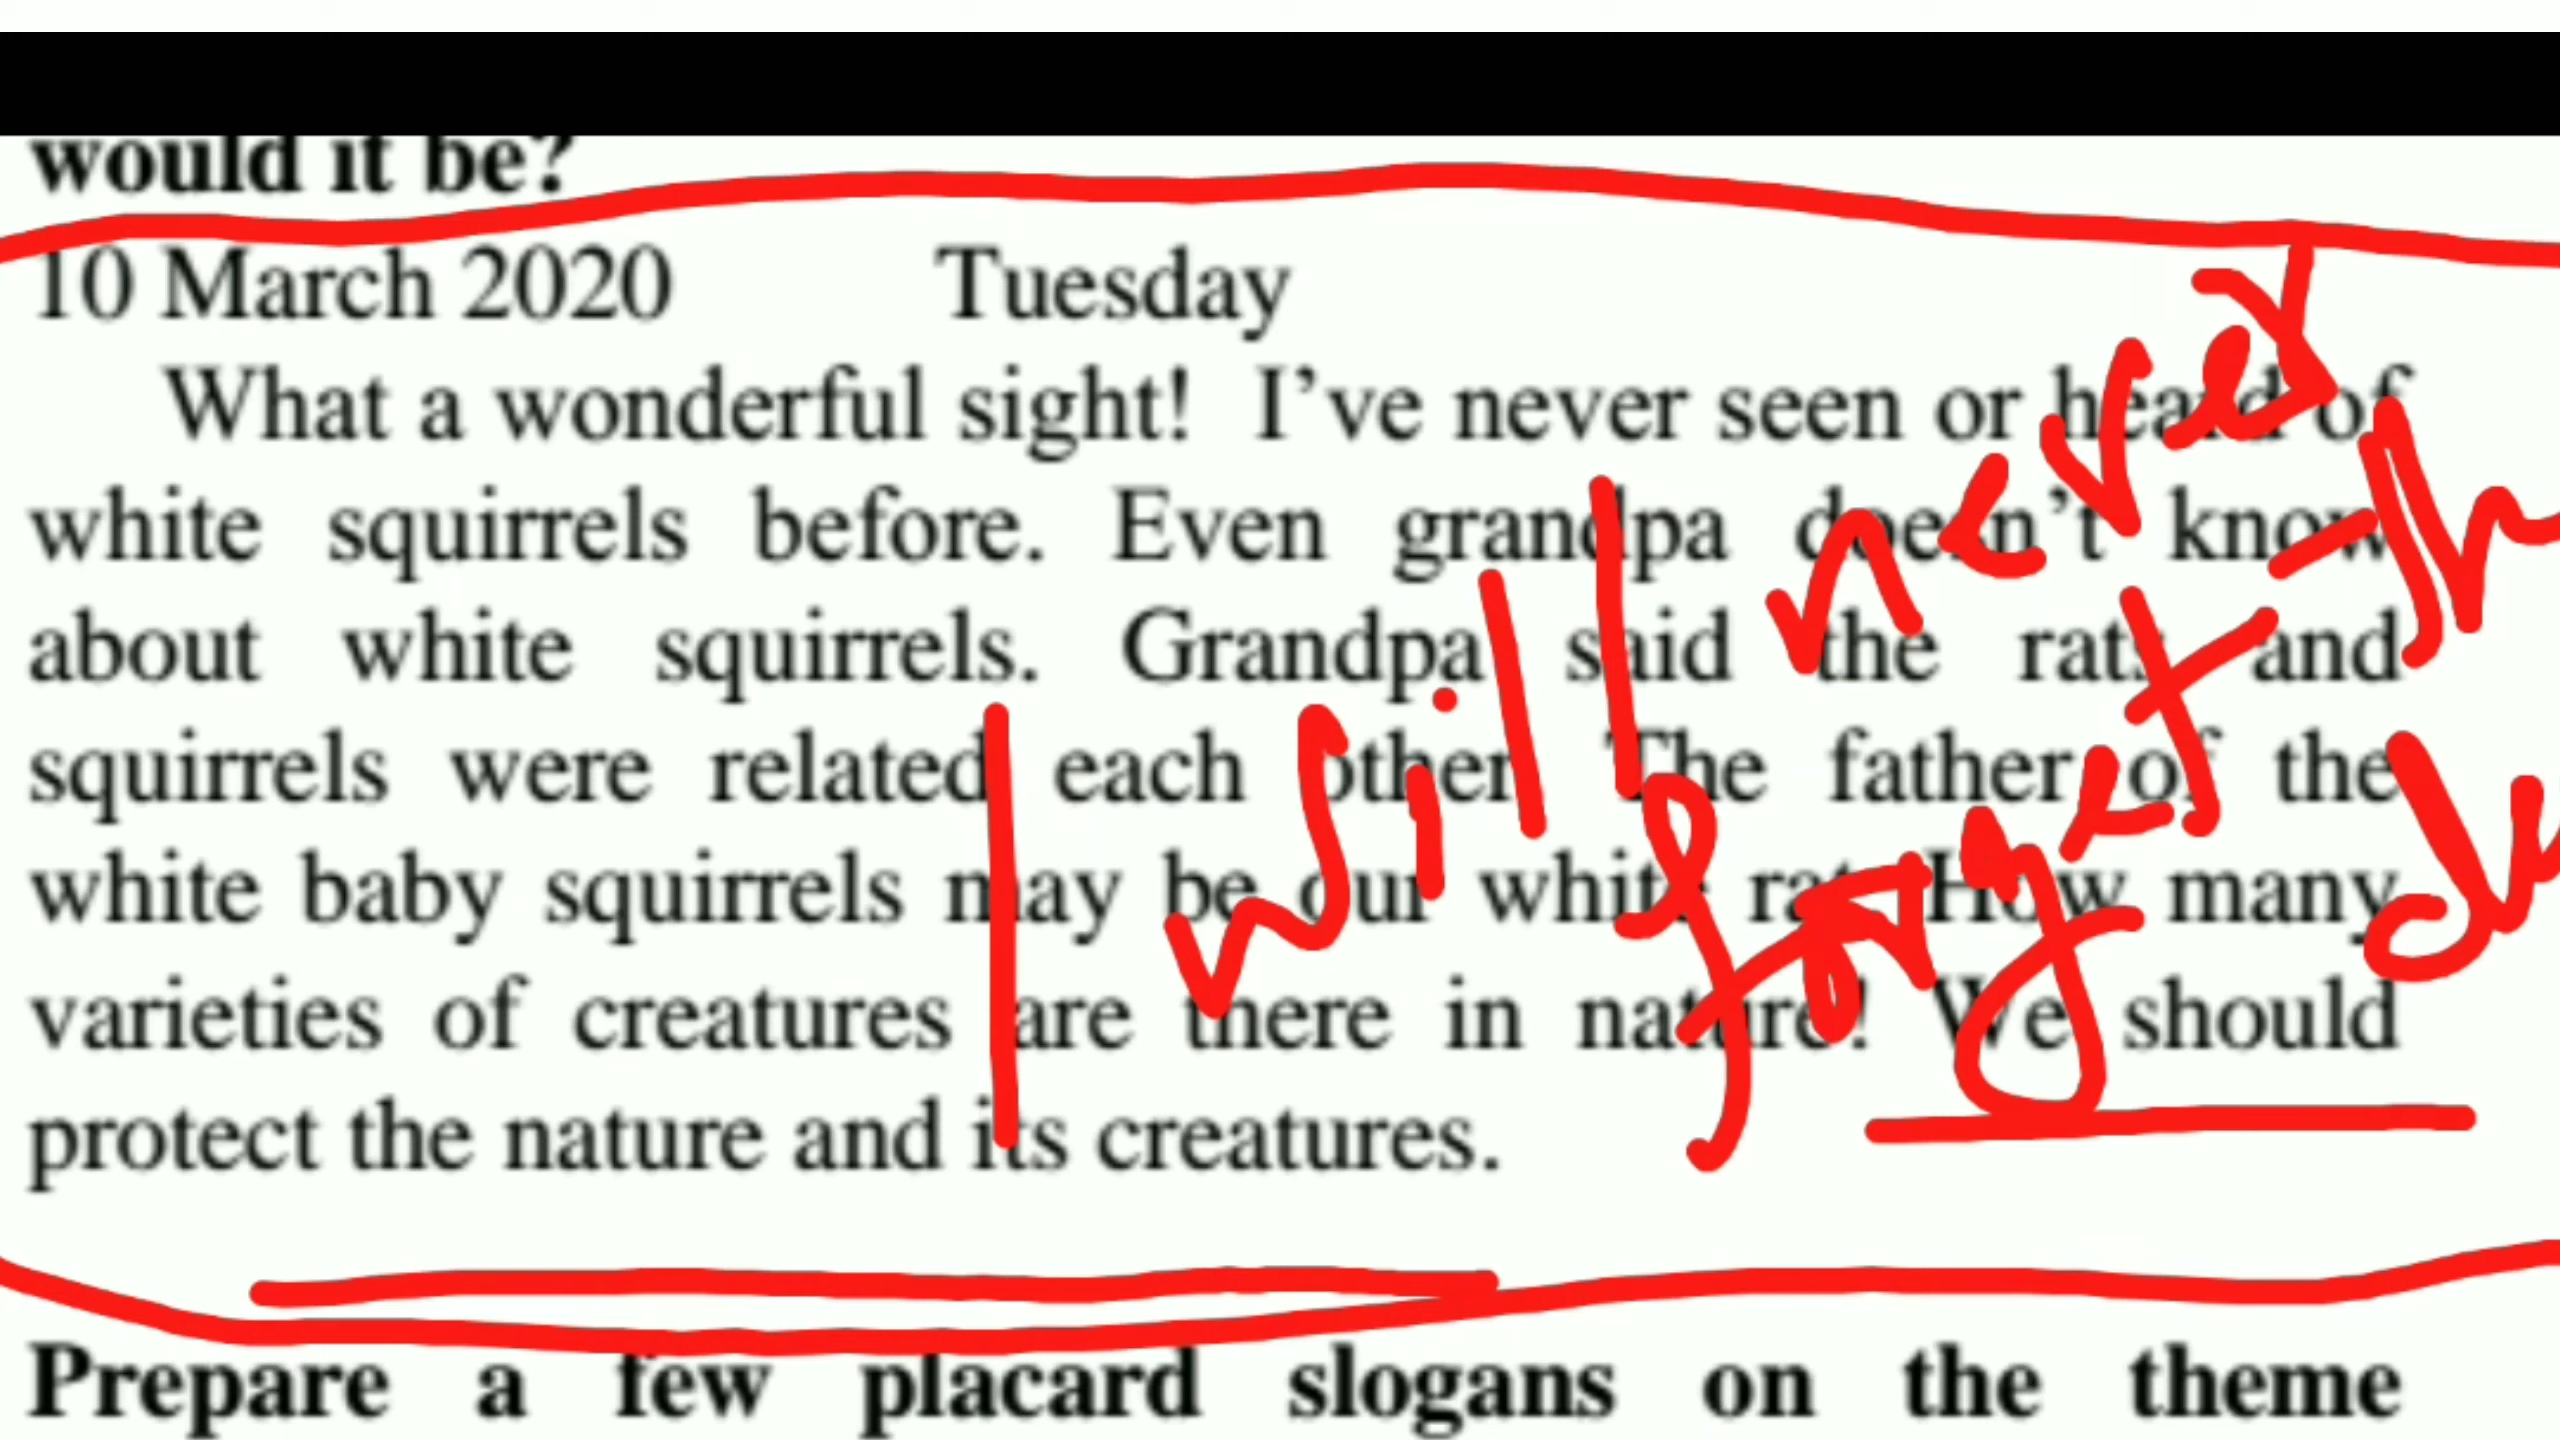 would it be?
10 March 2020 Tuesday
What a wonderful sight! I've never seen or heard of
white squirrels before. Even grandpa doesn't know
about white squirrels. Grandpa said the rats and
squirrels were related each other. The father of the
white baby squirrels may be our white rat. How many
varieties of creatures are there in nature! We should
protect the nature and its creatures.
I will never
forget
Prepare a few placard slogans on the theme